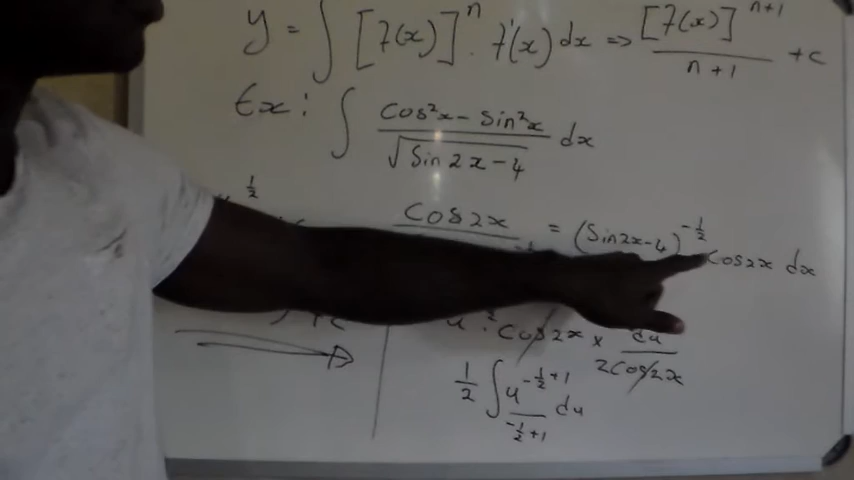 y = ∫ [f(x)]^n . f'(x) dx => [f(x)]^{n+1} / n+1 + c
Ex: ∫ Cos²x - Sin²x / √Sin 2x - 4 dx
1/2
Cos2x = (Sin2x-4)^{-1/2} Cos2x dx
Cos2x × du / 2Cos2x
1/2 ∫ u^{-1/2+1} / -1/2+1 du